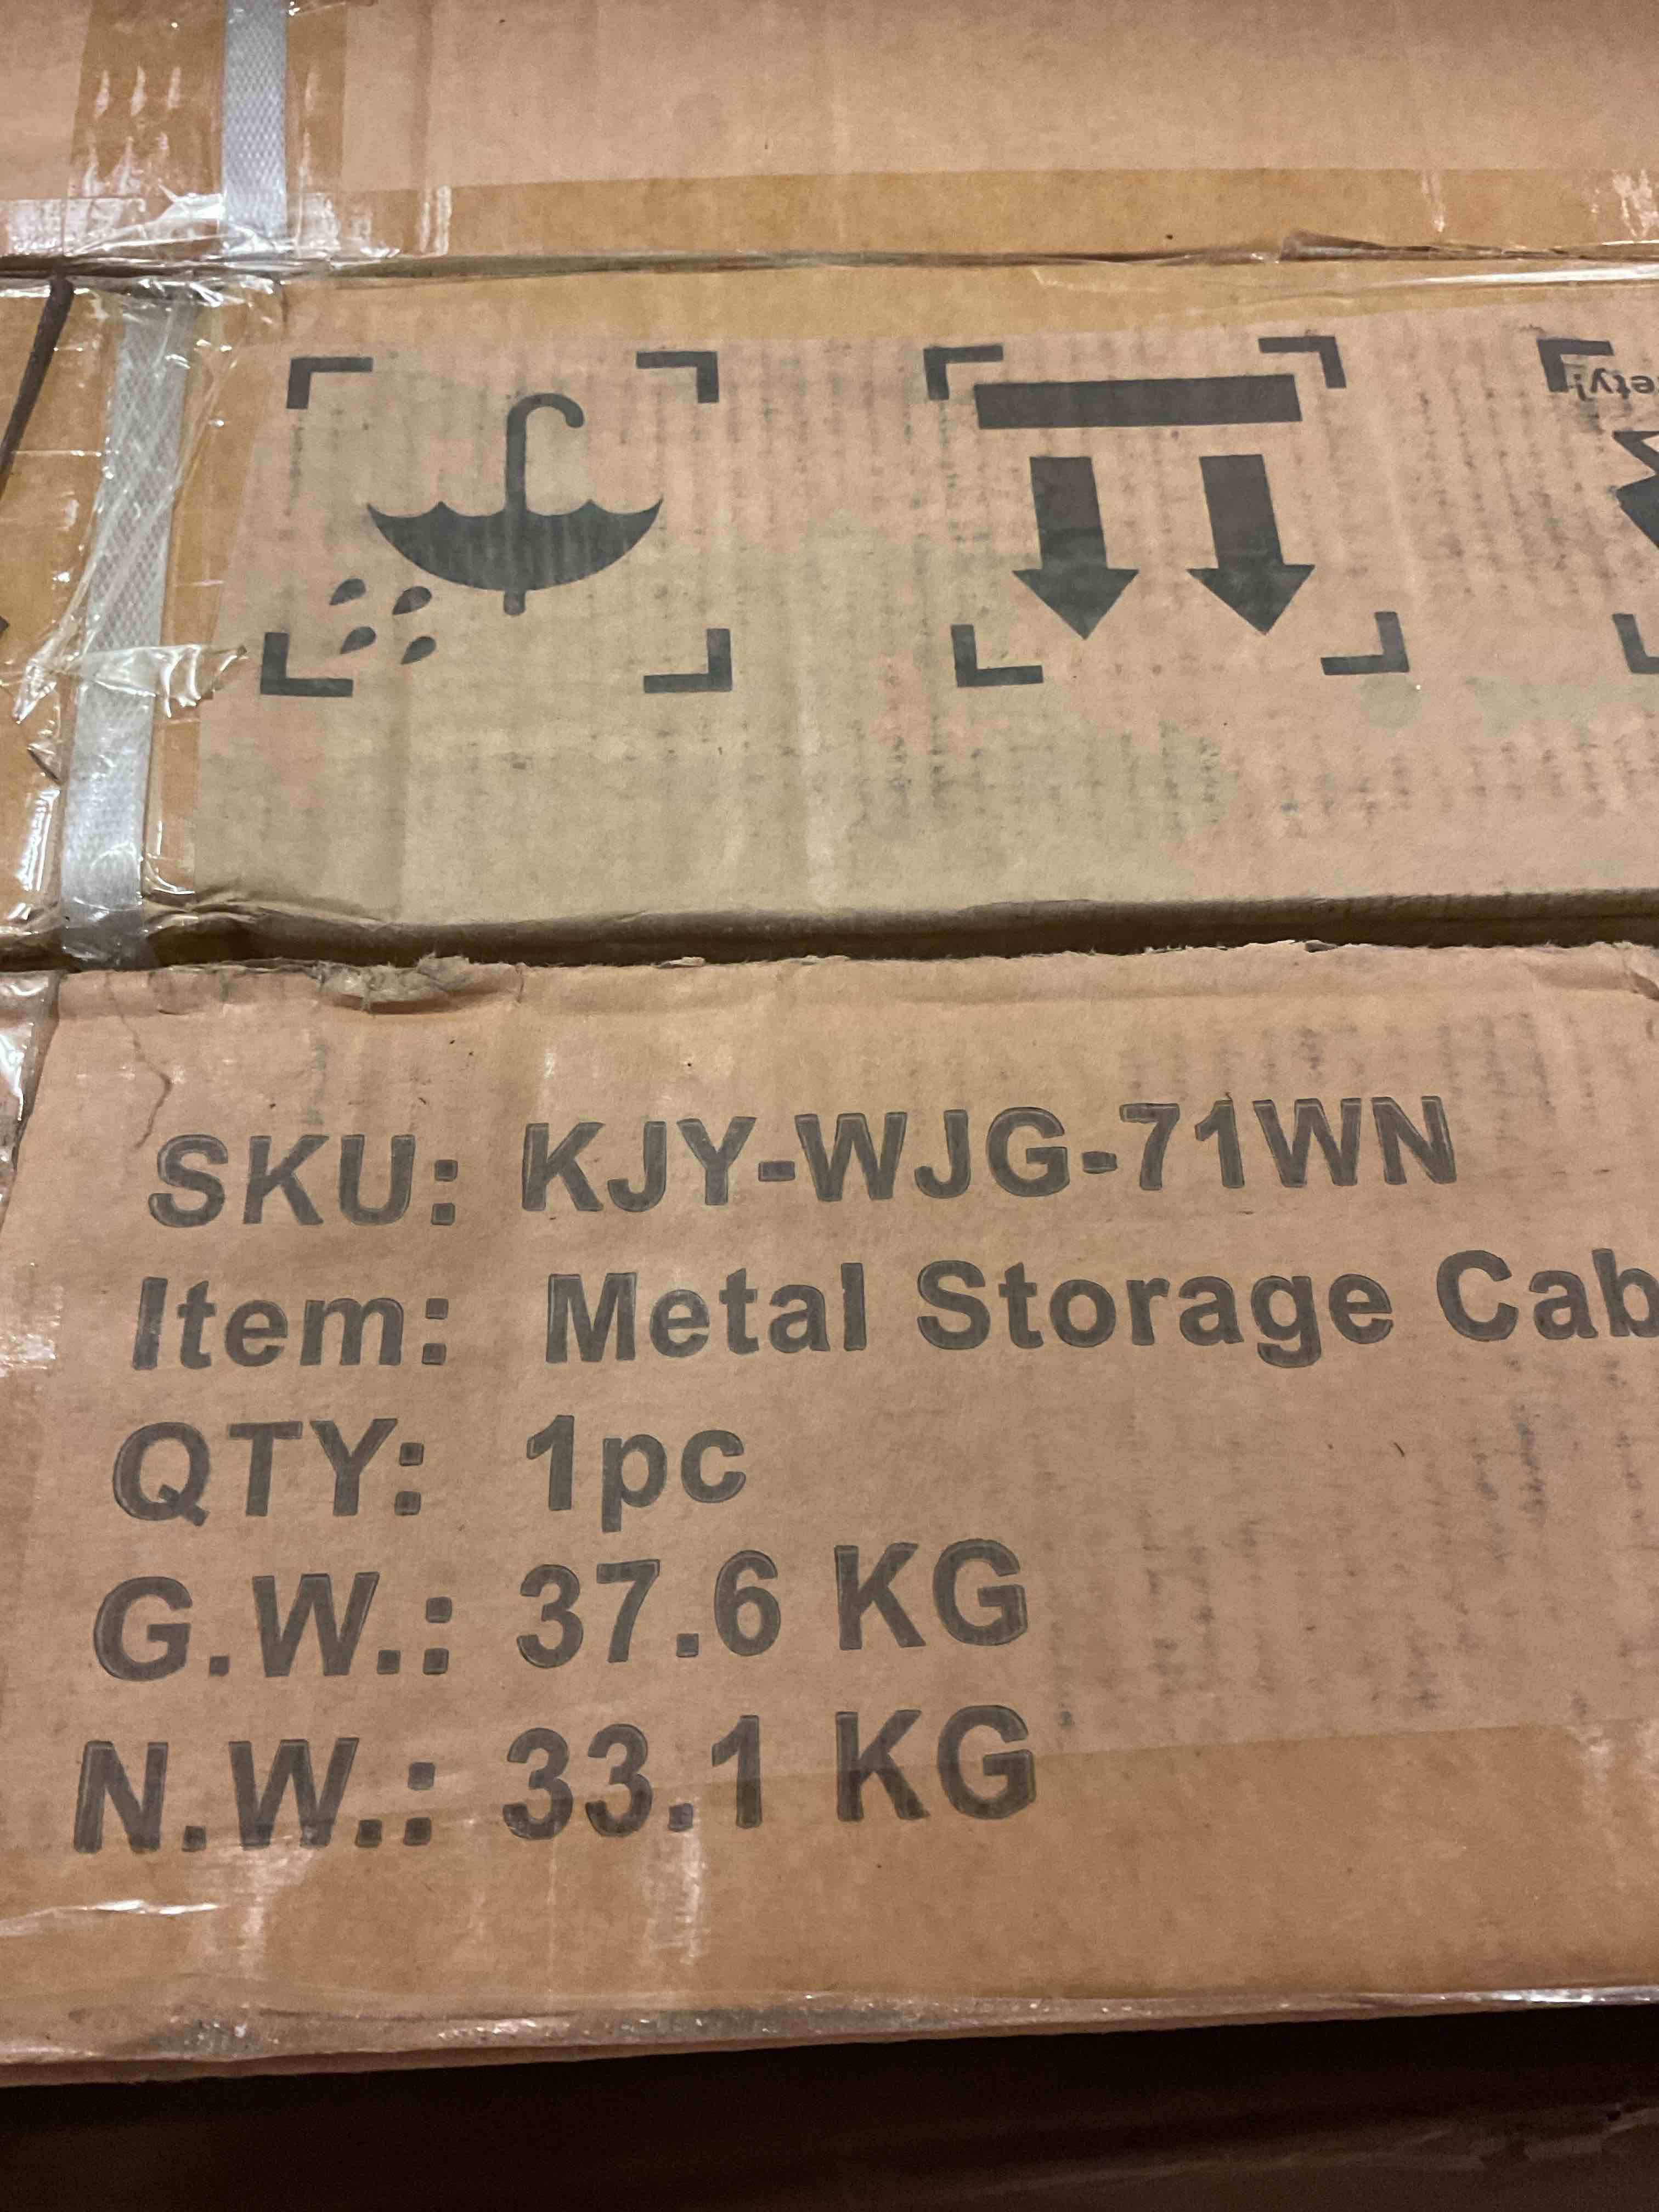 SKU: KJY-WJG-71WN
Item: Metal Storage Cab
QTY: 1pc
G.W.: 37.6 KG
N.W.: 33.1 KG